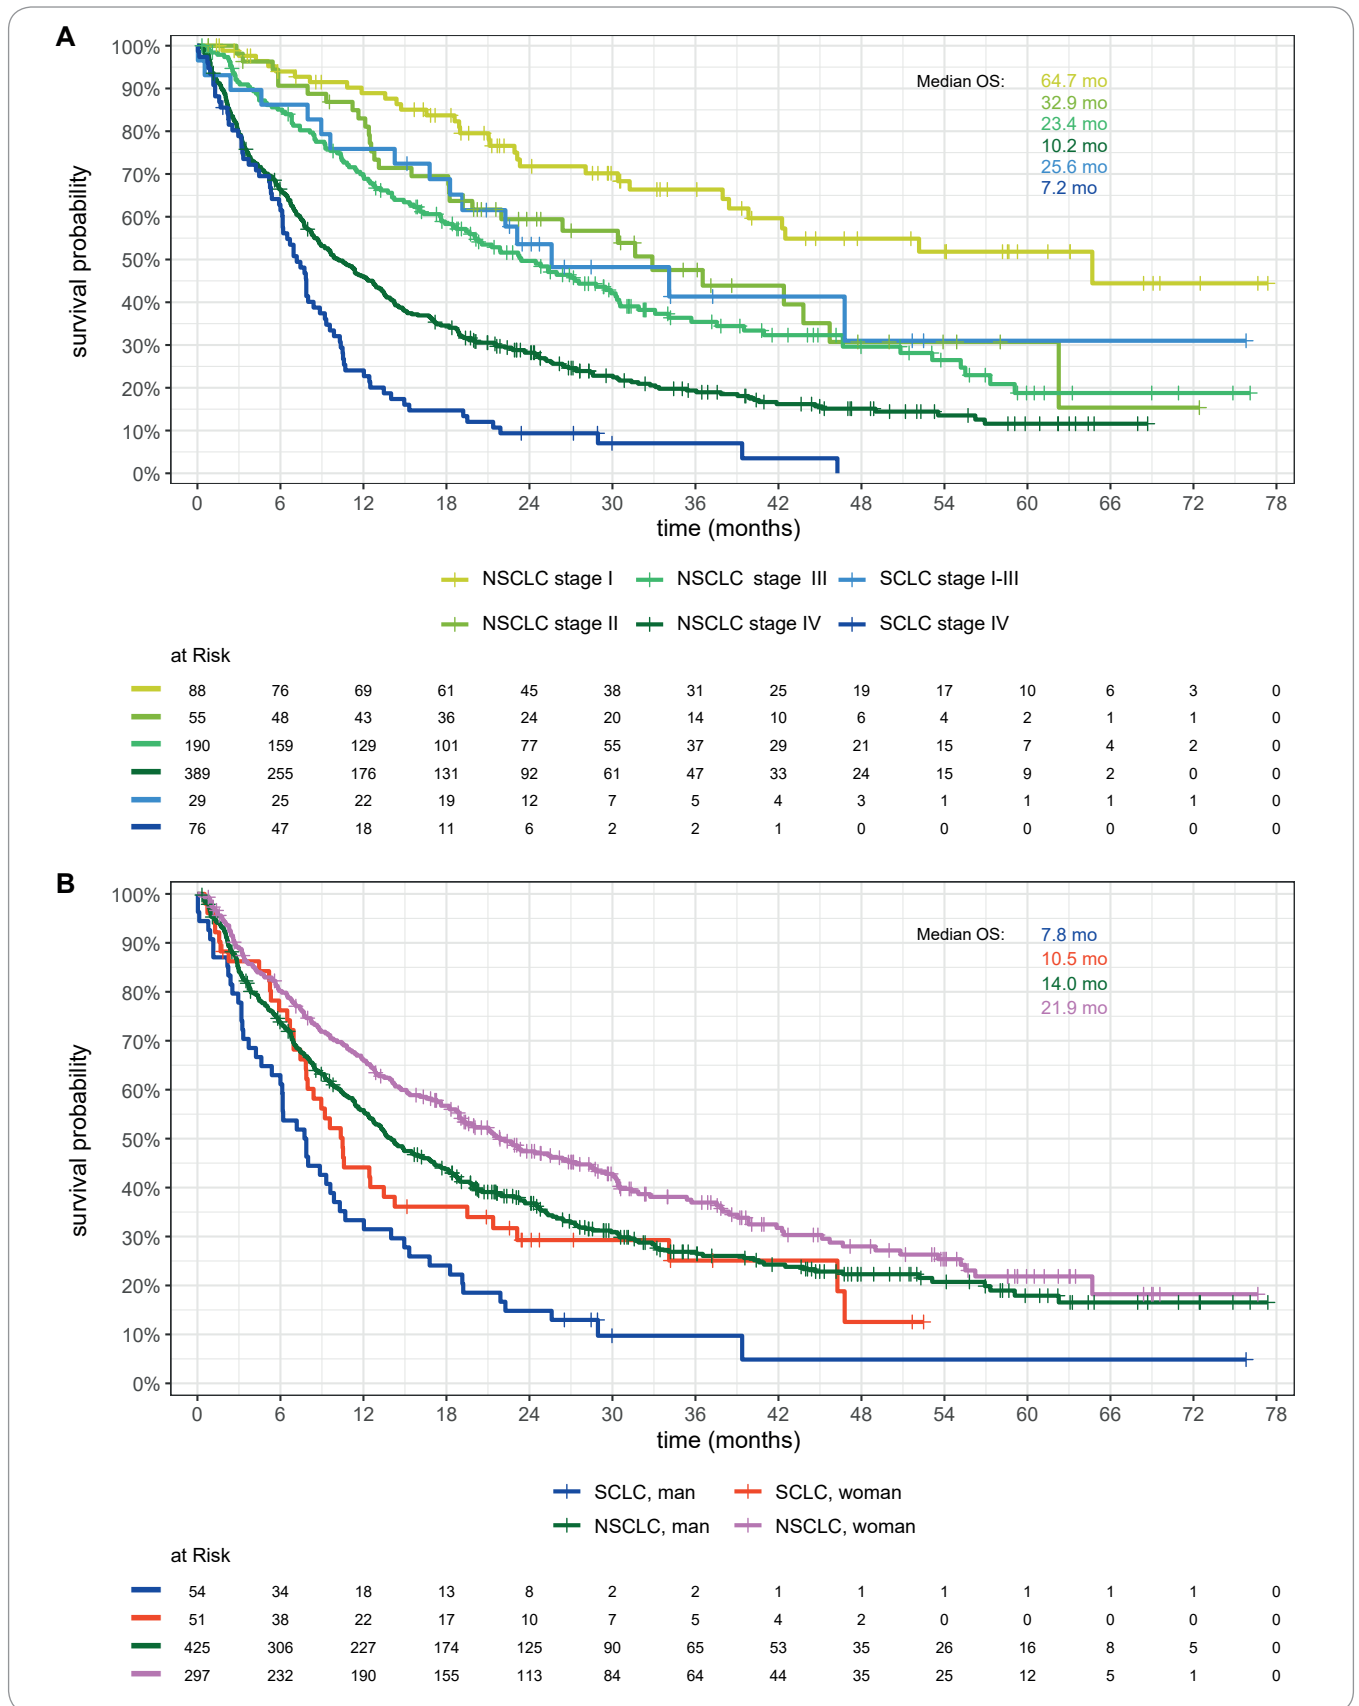 A
100%
90%
80%
70%
60%
50%
40%
30%
20%
10%
0%
survival probability
Median OS:
64.7 mo
32.9 mo
23.4 mo
10.2 mo
25.6 mo
7.2 mo
0 6 12 18 24 30 36 42 48 54 60 66 72 78
time (months)
NSCLC stage I NSCLC stage III SCLC stage I-III
NSCLC stage II NSCLC stage IV SCLC stage IV
at Risk
88 76 69 61 45 38 31 25 19 17 10 6 3 0
55 48 43 36 24 20 14 10 6 4 2 1 1 0
190 159 129 101 77 55 37 29 21 15 7 4 2 0
389 255 176 131 92 61 47 33 24 15 9 2 0 0
29 25 22 19 12 7 5 4 3 1 1 1 1 0
76 47 18 11 6 2 2 1 0 0 0 0 0 0
B
100%
90%
80%
70%
60%
50%
40%
30%
20%
10%
0%
survival probability
Median OS:
7.8 mo
10.5 mo
14.0 mo
21.9 mo
0 6 12 18 24 30 36 42 48 54 60 66 72 78
time (months)
SCLC, man SCLC, woman
NSCLC, man NSCLC, woman
at Risk
54 34 18 13 8 2 2 1 1 1 1 1 1 0
51 38 22 17 10 7 5 4 2 0 0 0 0 0
425 306 227 174 125 90 65 53 35 26 16 8 5 0
297 232 190 155 113 84 64 44 35 25 12 5 1 0